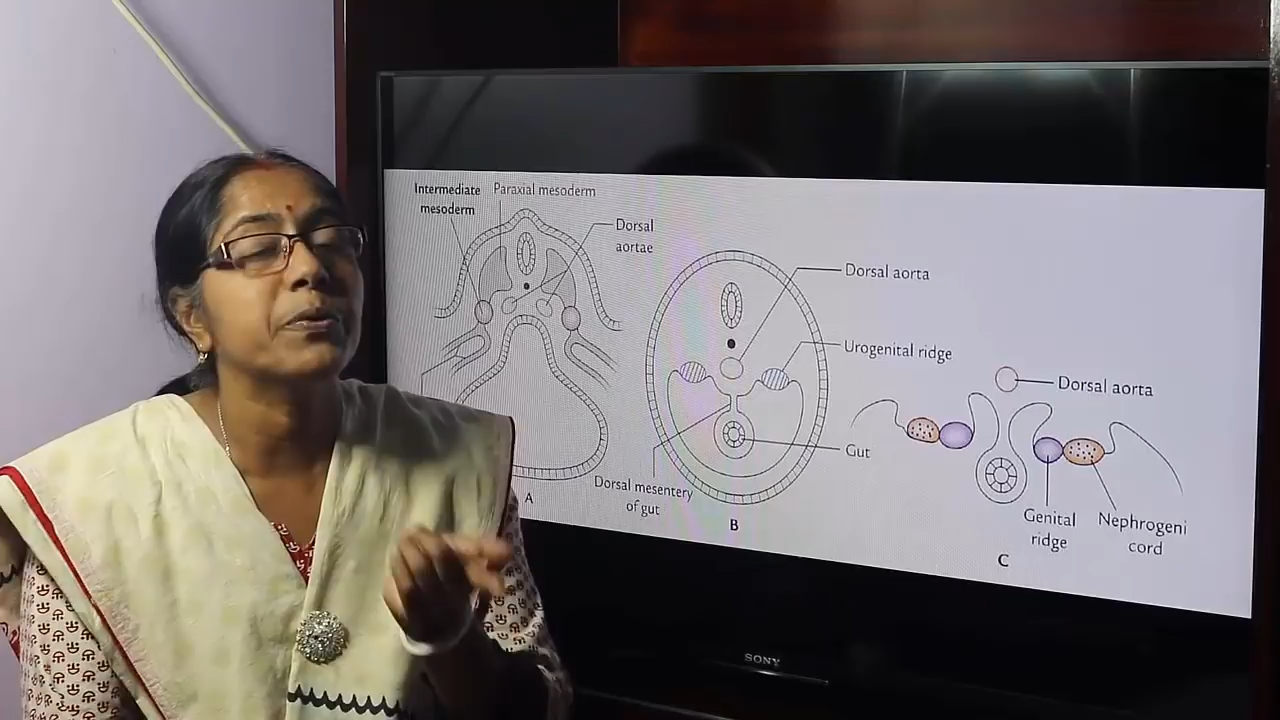 Intermediate
mesoderm
Paraxial mesoderm
Dorsal
aortae
A
Dorsal aorta
Urogenital ridge
Gut
Dorsal mesentery
of gut
B
Dorsal aorta
Genital
ridge
Nephrogeni
cord
C
SONY